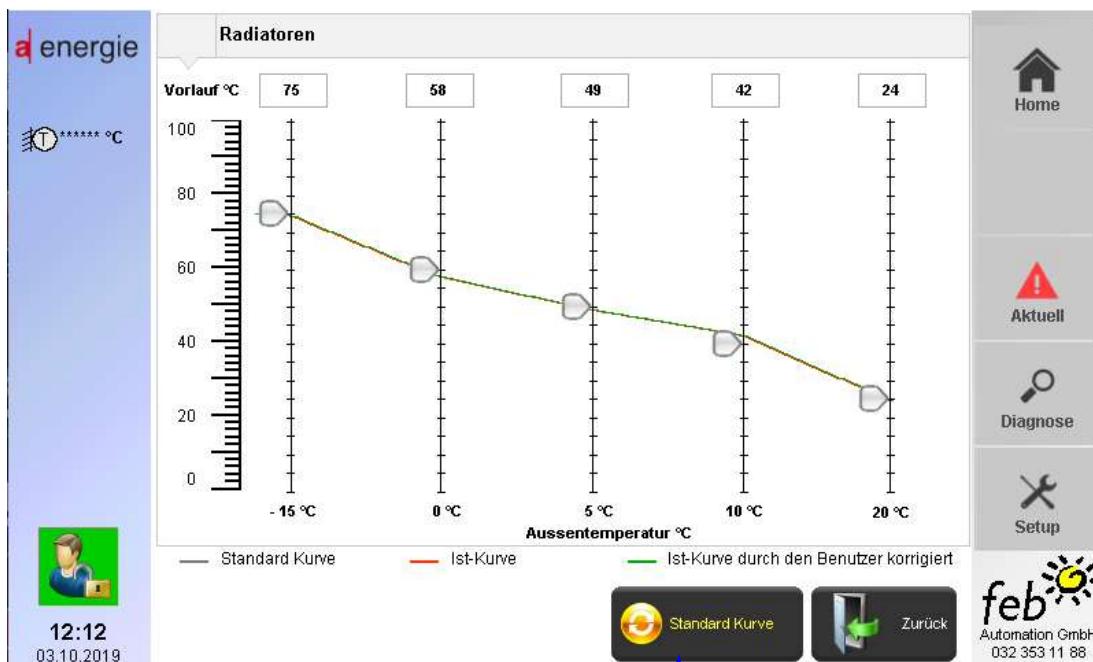 a energie
T ****** °C
12:12
03.10.2019
Radiatoren
Vorlauf °C 75 58 49 42 24
100
80
60
40
20
0
- 15 °C 0 °C 5 °C 10 °C 20 °C
Aussentemperatur °C
Standard Kurve Ist-Kurve Ist-Kurve durch den Benutzer korrigiert
Standard Kurve
Zurück
Home
Aktuell
Diagnose
Setup
feb
Automation GmbH
032 353 11 88